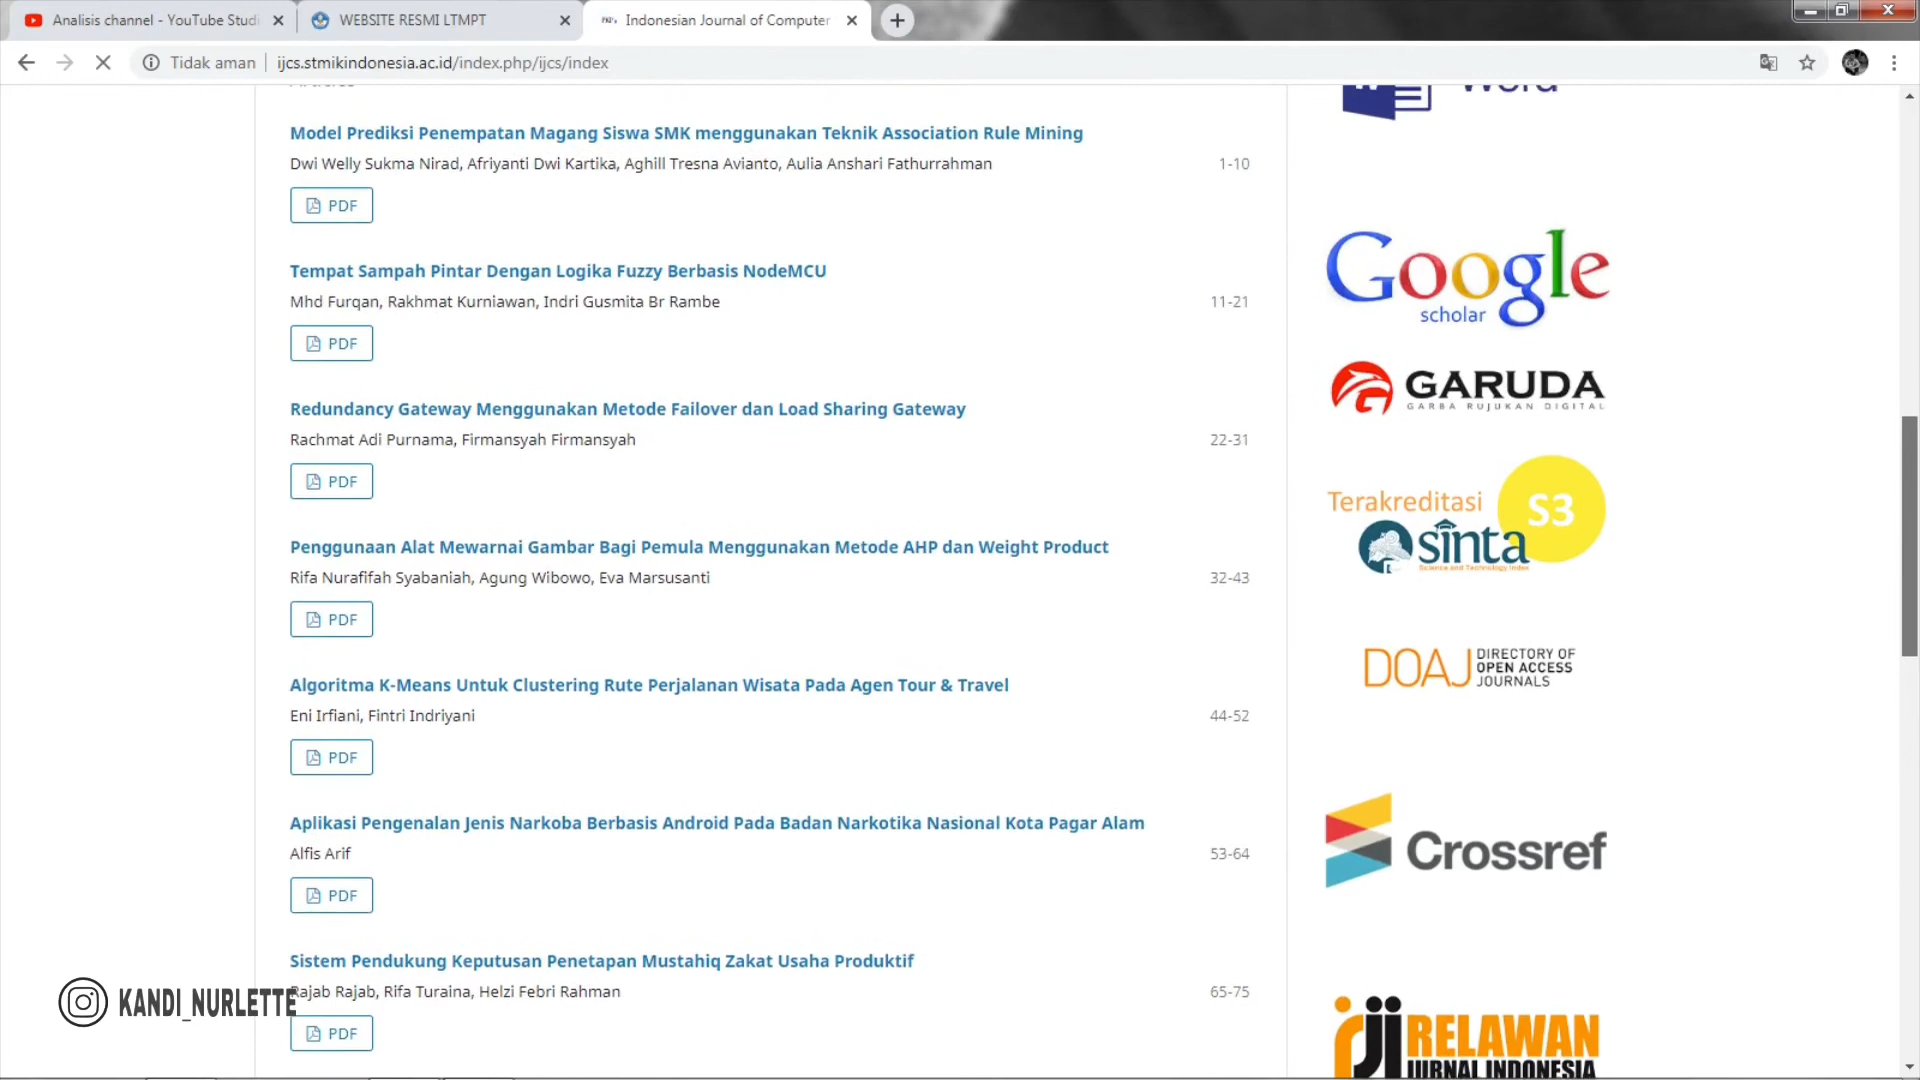 Analisis channel - YouTube Studi
WEBSITE RESMI LTMPT
Indonesian Journal of Computer
Tidak aman
ijcs.stmikindonesia.ac.id/index.php/ijcs/index
Word
Model Prediksi Penempatan Magang Siswa SMK menggunakan Teknik Association Rule Mining
Dwi Welly Sukma Nirad, Afriyanti Dwi Kartika, Aghill Tresna Avianto, Aulia Anshari Fathurrahman 1-10
PDF
Tempat Sampah Pintar Dengan Logika Fuzzy Berbasis NodeMCU
Mhd Furqan, Rakhmat Kurniawan, Indri Gusmita Br Rambe 11-21
PDF
Redundancy Gateway Menggunakan Metode Failover dan Load Sharing Gateway
Rachmat Adi Purnama, Firmansyah Firmansyah 22-31
PDF
Penggunaan Alat Mewarnai Gambar Bagi Pemula Menggunakan Metode AHP dan Weight Product
Rifa Nurafifah Syabaniah, Agung Wibowo, Eva Marsusanti 32-43
PDF
Algoritma K-Means Untuk Clustering Rute Perjalanan Wisata Pada Agen Tour & Travel
Eni Irfiani, Fintri Indriyani 44-52
PDF
Aplikasi Pengenalan Jenis Narkoba Berbasis Android Pada Badan Narkotika Nasional Kota Pagar Alam
Alfis Arif 53-64
PDF
Sistem Pendukung Keputusan Penetapan Mustahiq Zakat Usaha Produktif
Rajab Rajab, Rifa Turaina, Helzi Febri Rahman 65-75
PDF
Google
scholar
GARUDA
GARBA RUJUKAN DIGITAL
Terakreditasi S3
sinta
Science and Technology Index
DOAJ DIRECTORY OF
OPEN ACCESS
JOURNALS
Crossref
rji RELAWAN
JURNAL INDONESIA
KANDI_NURLETTE